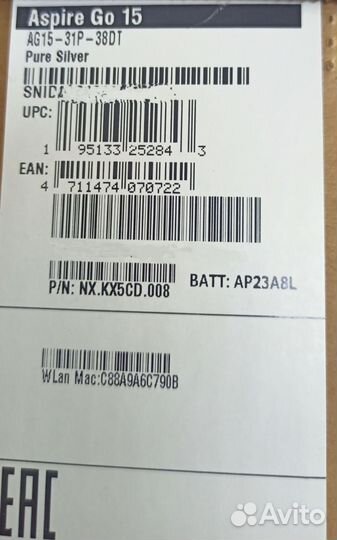 Aspire Go 15
AG15-31P-38DT
Pure Silver
SNID:
UPC:
1 95133 25284 3
EAN:
4 711474 070722
P/N: NX.KX5CD.008
BATT: AP23A8L
WLan Mac:C88A9A6C790B
EAC
Avito